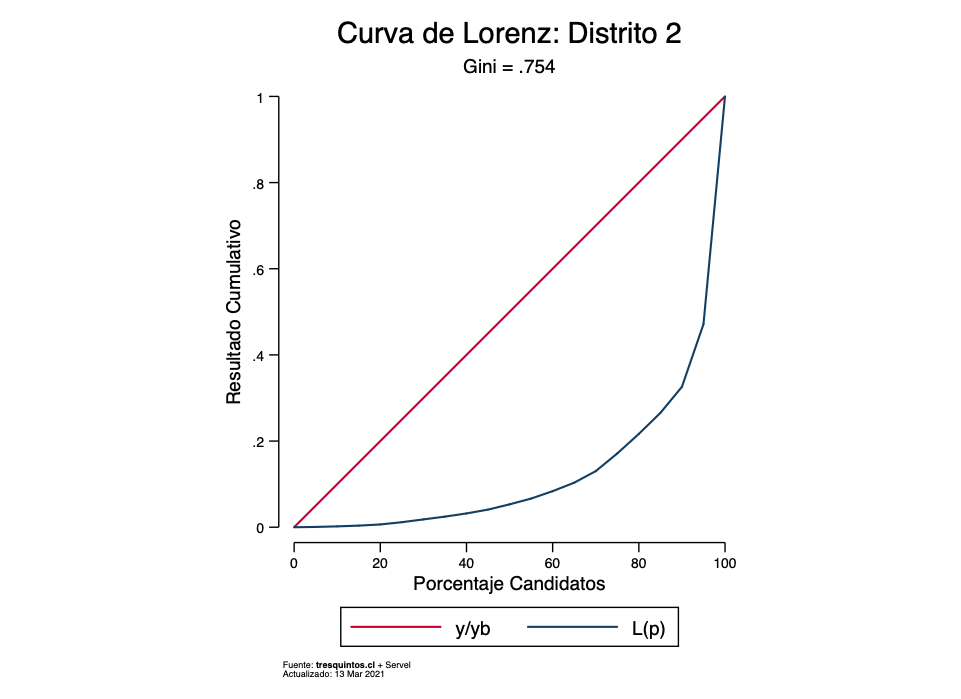 Curva de Lorenz: Distrito 2
Gini = .754
Resultado Cumulativo
1
.8
.6
.4
.2
0
0 20 40 60 80 100
Porcentaje Candidatos
y/yb L(p)
Fuente: tresquintos.cl + Servel
Actualizado: 13 Mar 2021